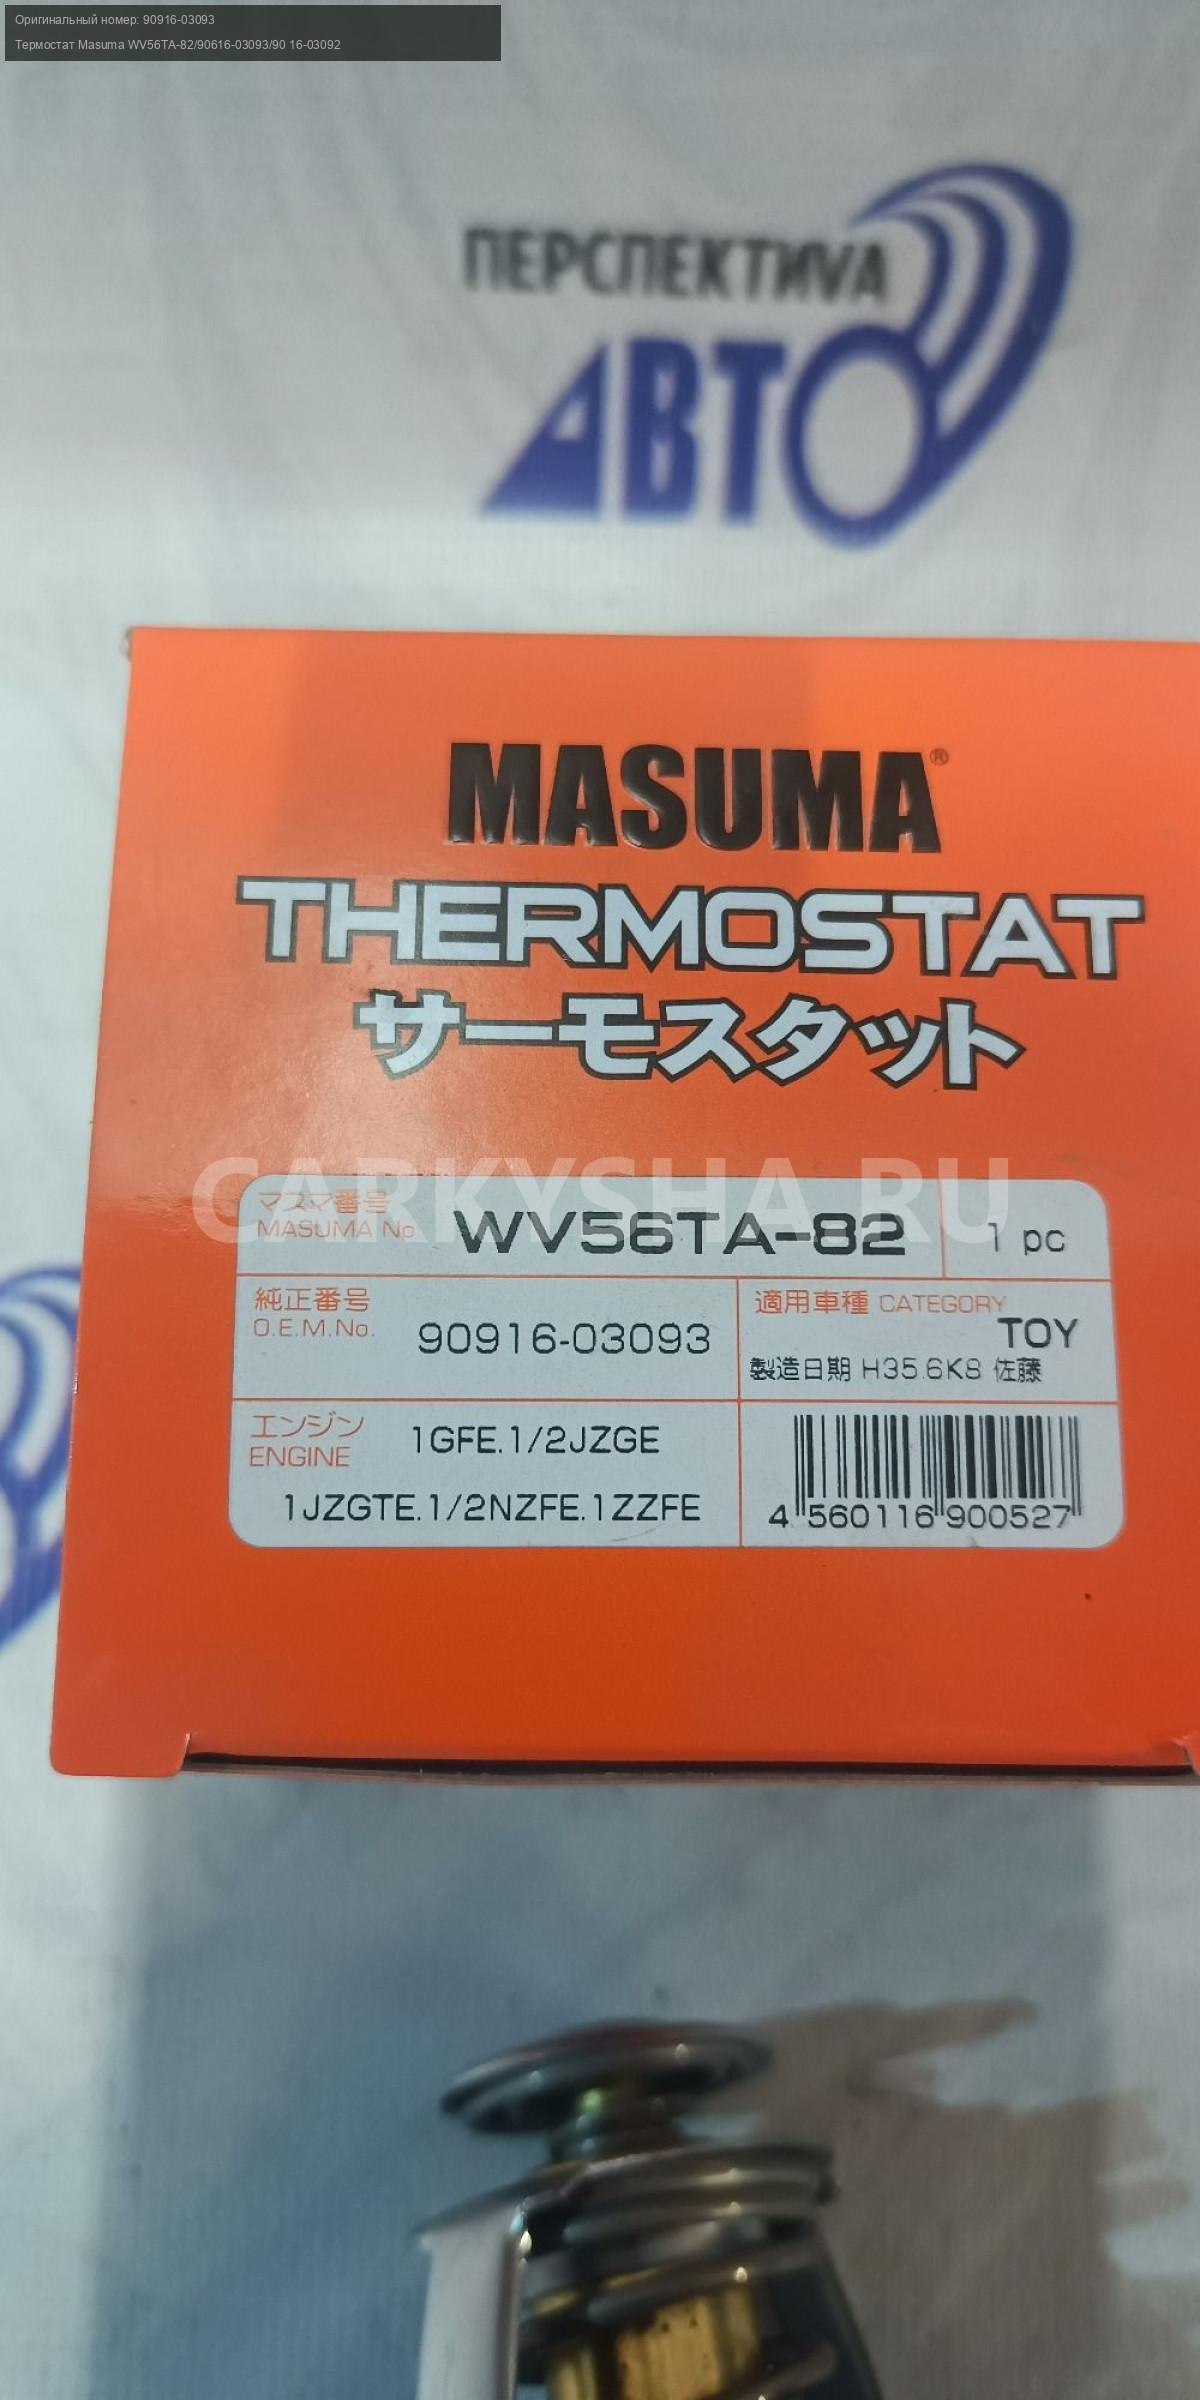 Оригинальный номер: 90916-03093
Термостат Masuma WV56TA-82/90616-03093/90 16-03092
ПЕРСПЕКТИVА
АВТО
MASUMA®
THERMOSTAT
サーモスタット
CARKYSHA.RU
マスマ番号
MASUMA No
WV56TA-82
1 pc
純正番号
O.E.M.No.
90916-03093
適用車種 CATEGORY
TOY
製造日期 H35.6K8 佐藤
エンジン
ENGINE
1GFE.1/2JZGE
1JZGTE.1/2NZFE.1ZZFE
4 560116 900527